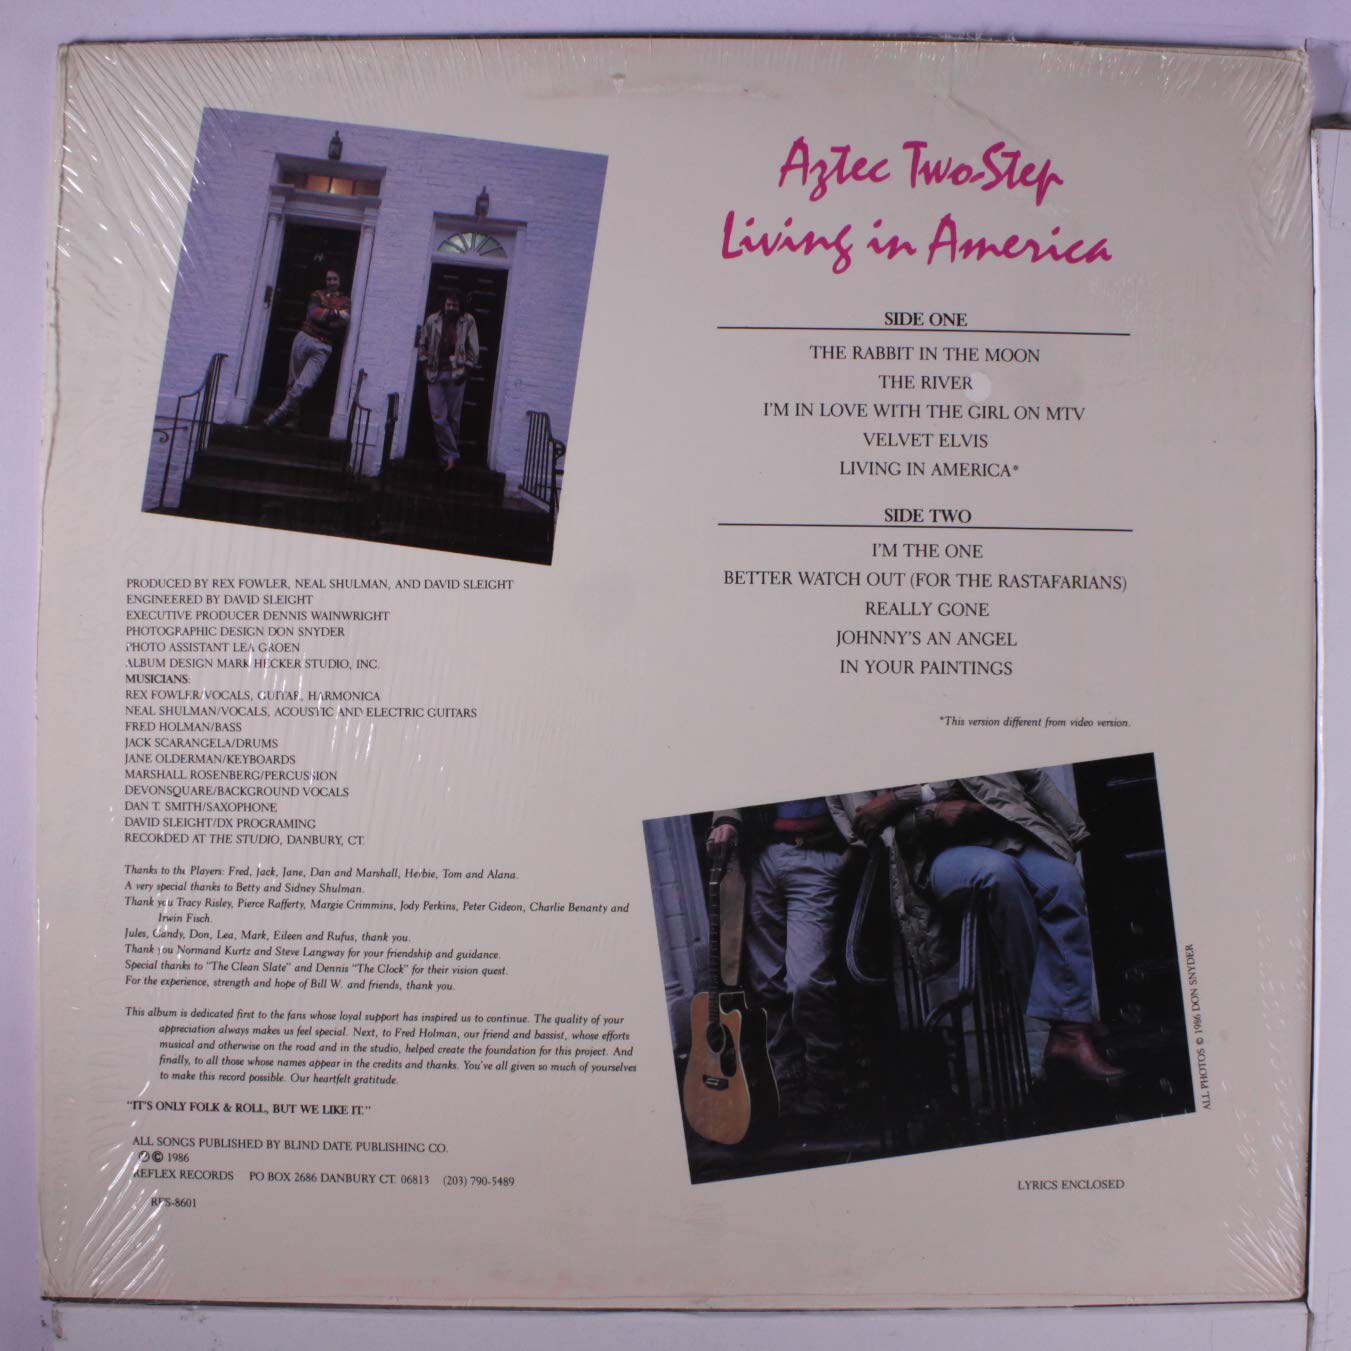 Aztec Two-Step
Living in America
SIDE ONE
THE RABBIT IN THE MOON
THE RIVER
I'M IN LOVE WITH THE GIRL ON MTV
VELVET ELVIS
LIVING IN AMERICA*
SIDE TWO
I'M THE ONE
BETTER WATCH OUT (FOR THE RASTAFARIANS)
REALLY GONE
JOHNNY'S AN ANGEL
IN YOUR PAINTINGS
*This version different from video version.
PRODUCED BY REX FOWLER, NEAL SHULMAN, AND DAVID SLEIGHT
ENGINEERED BY DAVID SLEIGHT
EXECUTIVE PRODUCER DENNIS WAINWRIGHT
PHOTOGRAPHIC DESIGN DON SNYDER
PHOTO ASSISTANT LEA GROEN
ALBUM DESIGN MARK HECKER STUDIO, INC.
MUSICIANS:
REX FOWLER/VOCALS, GUITAR, HARMONICA
NEAL SHULMAN/VOCALS, ACOUSTIC AND ELECTRIC GUITARS
FRED HOLMAN/BASS
JACK SCARANGELA/DRUMS
JANE OLDERMAN/KEYBOARDS
MARSHALL ROSENBERG/PERCUSSION
DEVONSQUARE/BACKGROUND VOCALS
DAN T. SMITH/SAXOPHONE
DAVID SLEIGHT/DX PROGRAMING
RECORDED AT THE STUDIO, DANBURY, CT.
Thanks to the Players: Fred, Jack, Jane, Dan and Marshall, Herbie, Tom and Alana.
A very special thanks to Betty and Sidney Shulman.
Thank you Tracy Risley, Pierce Rafferty, Margie Crimmins, Jody Perkins, Peter Gideon, Charlie Benanty and
Irwin Fisch.
Jules, Candy, Don, Lea, Mark, Eileen and Rufus, thank you.
Thank you Normand Kurtz and Steve Langway for your friendship and guidance.
Special thanks to "The Clean Slate" and Dennis "The Clock" for their vision quest.
For the experience, strength and hope of Bill W. and friends, thank you.
This album is dedicated first to the fans whose loyal support has inspired us to continue. The quality of your
appreciation always makes us feel special. Next, to Fred Holman, our friend and bassist, whose efforts
musical and otherwise on the road and in the studio, helped create the foundation for this project. And
finally, to all those whose names appear in the credits and thanks. You've all given so much of yourselves
to make this record possible. Our heartfelt gratitude.
"IT'S ONLY FOLK & ROLL, BUT WE LIKE IT."
ALL SONGS PUBLISHED BY BLIND DATE PUBLISHING CO.
℗ © 1986
REFLEX RECORDS PO BOX 2686 DANBURY CT. 06813 (203) 790-5489
RFS-8601
ALL PHOTOS © 1986 DON SNYDER
LYRICS ENCLOSED